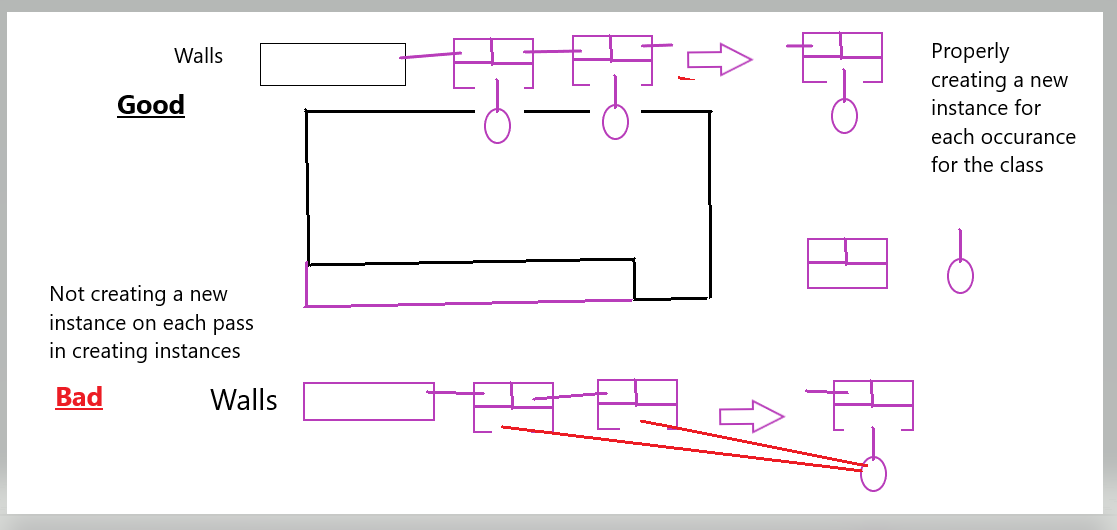 Walls
Good
Properly
creating a new
instance for
each occurance
for the class
Not creating a new
instance on each pass
in creating instances
Bad
Walls